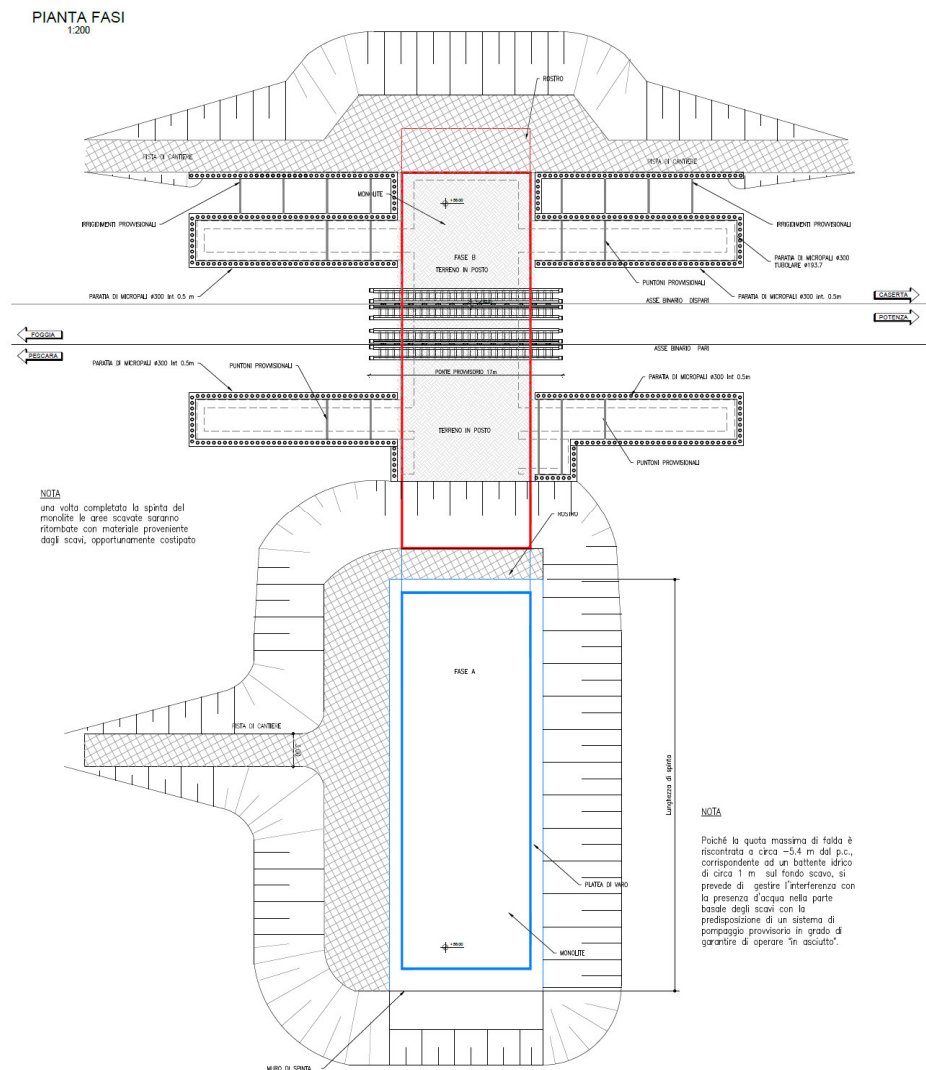 PIANTA FASI
1:200
ROSTRO
PISTA DI CANTIERE
PISTA DI CANTIERE
MONOLITE
IRRIGIDIMENTI PROVVISIONALI
IRRIGIDIMENTI PROVVISIONALI
FASE B
TERRENO IN POSTO
PARATIA DI MICROPALI ø300
TUBOLARE ø193.7
PUNTONI PROVVISIONALI
PARATIA DI MICROPALI ø300 Int 0.5 m
PARATIA DI MICROPALI ø300 int. 0.5m
ASSE BINARIO DISPARI
CASERTA
POTENZA
FOGGIA
PESCARA
ASSE BINARIO PARI
PARATIA DI MICROPALI ø300 Int 0.5m
PUNTONI PROVVISIONALI
PONTE PROVVISORIO 17m
PARATIA DI MICROPALI ø300 Int 0.5m
TERRENO IN POSTO
PUNTONI PROVVISIONALI
NOTA
una volta completata la spinta del
monolite le aree scavate saranno
ritombate con materiale proveniente
dagli scavi, opportunamente costipato
ROSTRO
FASE A
PISTA DI CANTIERE
3.00
Lunghezza di spinta
NOTA
Poiché la quota massima di falda è
riscontrata a circa −5.4 m dal p.c.,
corrispondente ad un battente idrico
di circa 1 m sul fondo scavo, si
prevede di gestire l'interferenza con
la presenza d'acqua nella parte
basale degli scavi con la
predisposizione di un sistema di
pompaggio provvisorio in grado di
garantire di operare "in asciutto".
PLATEA DI VARO
MONOLITE
MURO DI SPINTA